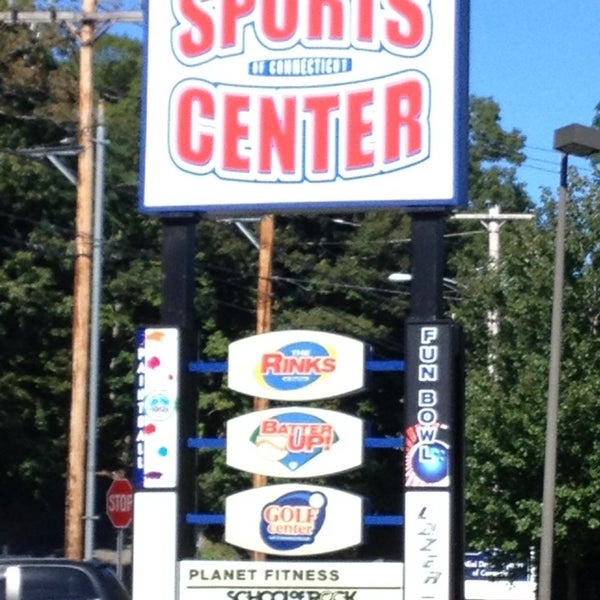 SPORTS
OF CONNECTICUT
CENTER
THE
RINKS
BATTER
UP!
GOLF
Center
PAINTBALL
FUN BOWL
LAZER
STOP
PLANET FITNESS
SCHOOL OF ROCK